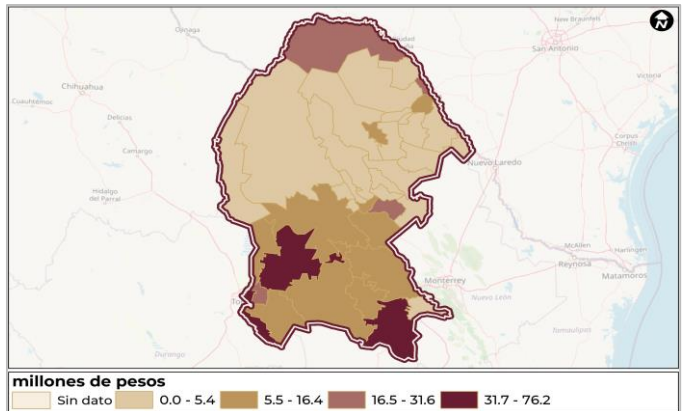 New Braunfels
N
Ojinaga
Ciudad
San Antonio
Victoria
Chihuahua
Cuauhtémoc
Delicias
Corpus
Christi
Camargo
Nuevo Laredo
Hidalgo
del Parral
McAllen
Harlingen
Reynosa
Monterrey
Matamoros
Nuevo León
Tamaulipas
Durango
millones de pesos
Sin dato
0.0 - 5.4
5.5 - 16.4
16.5 - 31.6
31.7 - 76.2